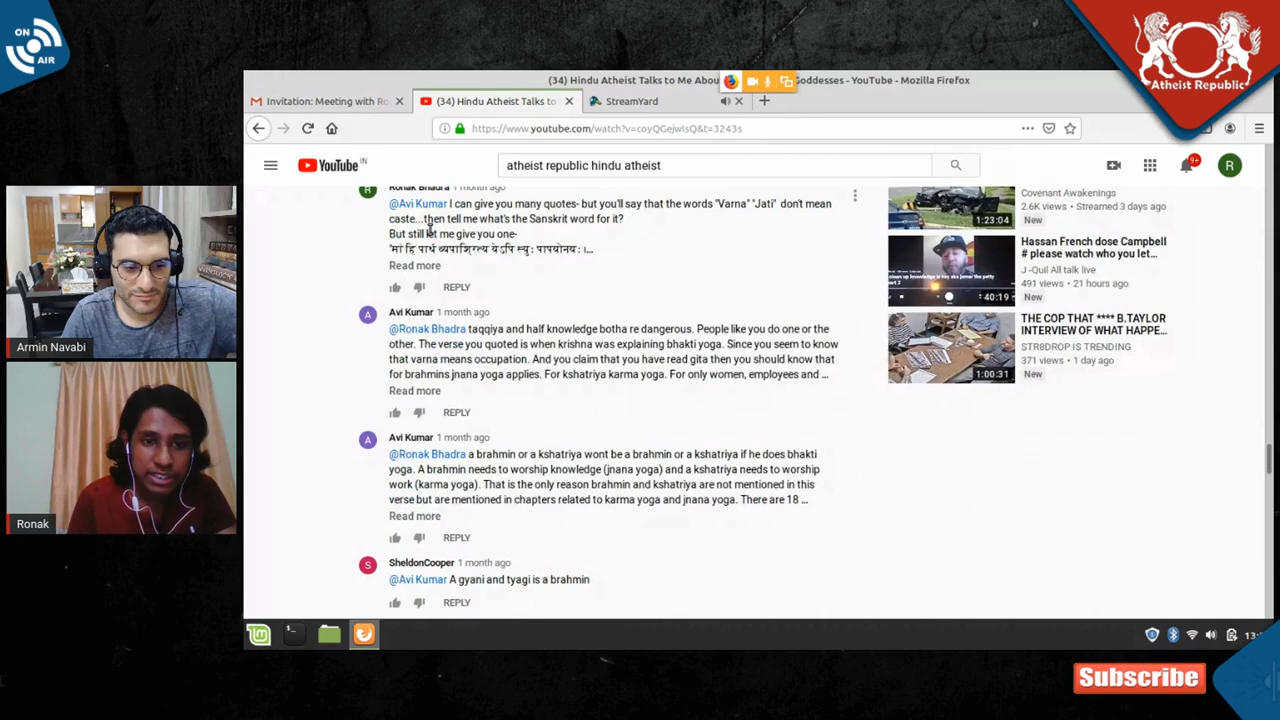 ON
AIR
Atheist Republic
(34) Hindu Atheist Talks to Me Abou
Goddesses - YouTube - Mozilla Firefox
Invitation: Meeting with Ro
(34) Hindu Atheist Talks to
StreamYard
https://www.youtube.com/watch?v=coyQGejwIsQ&t=3243s
YouTube IN
atheist republic hindu atheist
9+
R
R
Ronak Bhadra 1 month ago
@Avi Kumar I can give you many quotes- but you'll say that the words "Varna" "Jati" don't mean
caste...then tell me what's the Sanskrit word for it?
But still let me give you one-
"मां हि पार्थ व्यपाश्रित्य येऽपि स्युः पापयोनयः ।...
Read more
REPLY
A
Avi Kumar 1 month ago
@Ronak Bhadra taqqiya and half knowledge botha re dangerous. People like you do one or the
other. The verse you quoted is when krishna was explaining bhakti yoga. Since you seem to know
that varna means occupation. And you claim that you have read gita then you should know that
for brahmins jnana yoga applies. For kshatriya karma yoga. For only women, employees and ...
Read more
REPLY
A
Avi Kumar 1 month ago
@Ronak Bhadra a brahmin or a kshatriya wont be a brahmin or a kshatriya if he does bhakti
yoga. A brahmin needs to worship knowledge (jnana yoga) and a kshatriya needs to worship
work (karma yoga). That is the only reason brahmin and kshatriya are not mentioned in this
verse but are mentioned in chapters related to karma yoga and jnana yoga. There are 18 ...
Read more
REPLY
S
SheldonCooper 1 month ago
@Avi Kumar A gyani and tyagi is a brahmin
REPLY
1:23:04
Covenant Awakenings
2.6K views • Streamed 3 days ago
New
40:19
Hassan French dose Campbell
# please watch who you let...
J -Quil All talk live
491 views • 21 hours ago
New
1:00:31
THE COP THAT **** B.TAYLOR
INTERVIEW OF WHAT HAPPE...
STR8DROP IS TRENDING
371 views • 1 day ago
New
Armin Navabi
Ronak
13:
Subscribe